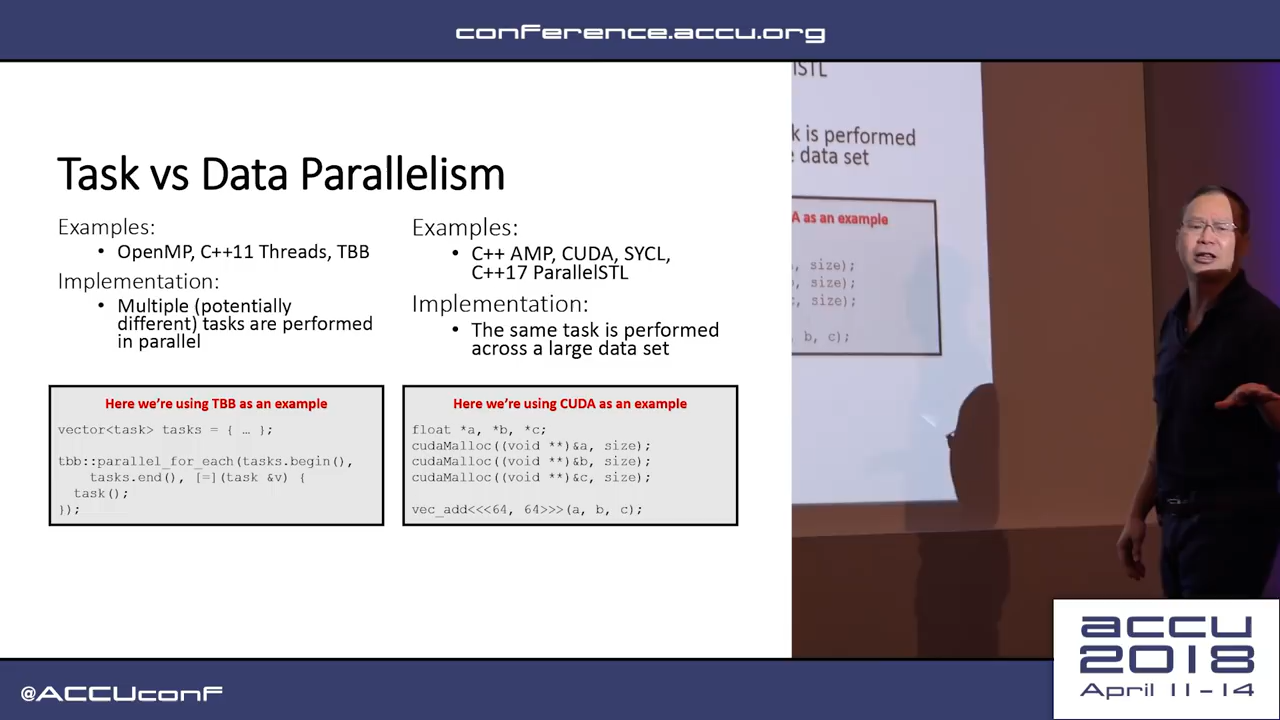 conference.accu.org
Task vs Data Parallelism
Examples:
• OpenMP, C++11 Threads, TBB
Implementation:
• Multiple (potentially
different) tasks are performed
in parallel
Here we're using TBB as an example
vector<task> tasks = { … };
tbb::parallel_for_each(tasks.begin(),
tasks.end(), [=](task &v) {
task();
});
Examples:
• C++ AMP, CUDA, SYCL,
C++17 ParallelSTL
Implementation:
• The same task is performed
across a large data set
Here we're using CUDA as an example
float *a, *b, *c;
cudaMalloc((void **)&a, size);
cudaMalloc((void **)&b, size);
cudaMalloc((void **)&c, size);
vec_add<<<64, 64>>>(a, b, c);
STL
k is performed
data set
A as an example
, size);
, size);
, size);
b, c);
accu
2018
April 11-14
@ACCUconf